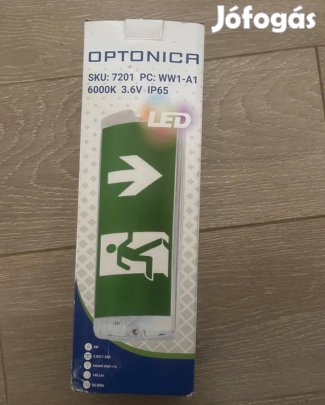 Jófogás
OPTONICA
SKU: 7201 PC: WW1-A1
6000K 3.6V IP65
LED